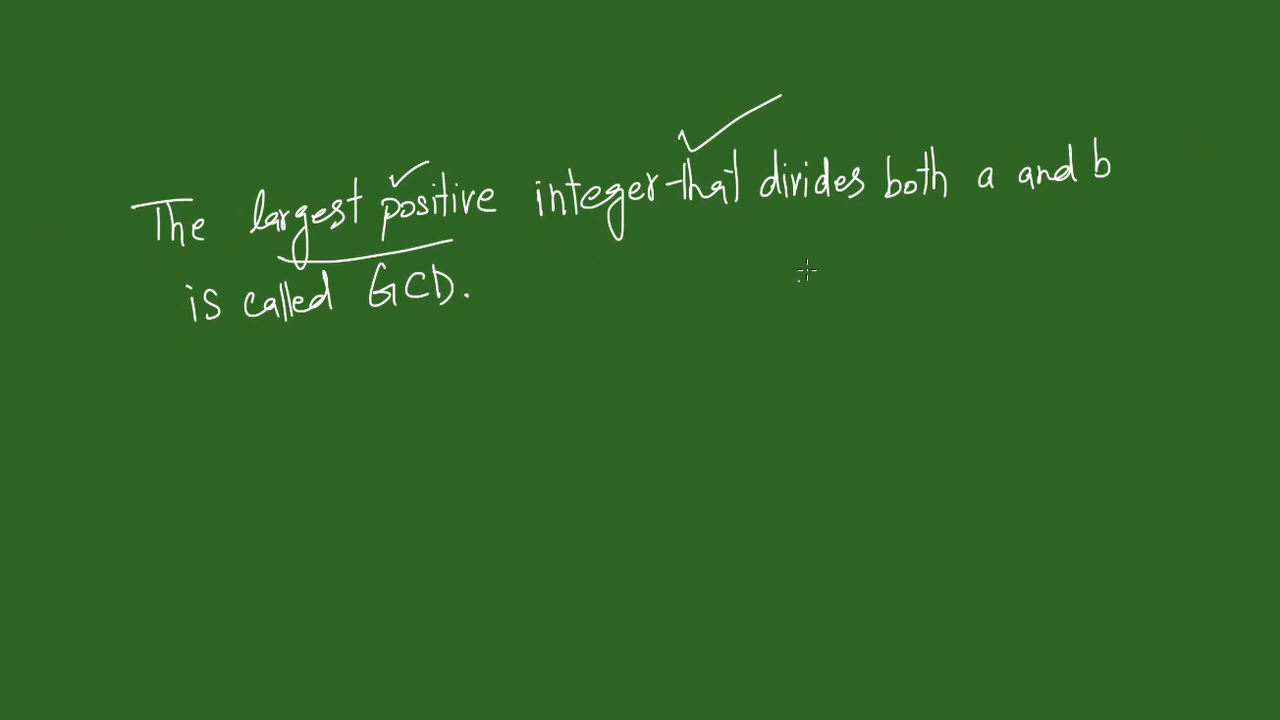 The largest positive integer that divides both a and b
is called GCD.